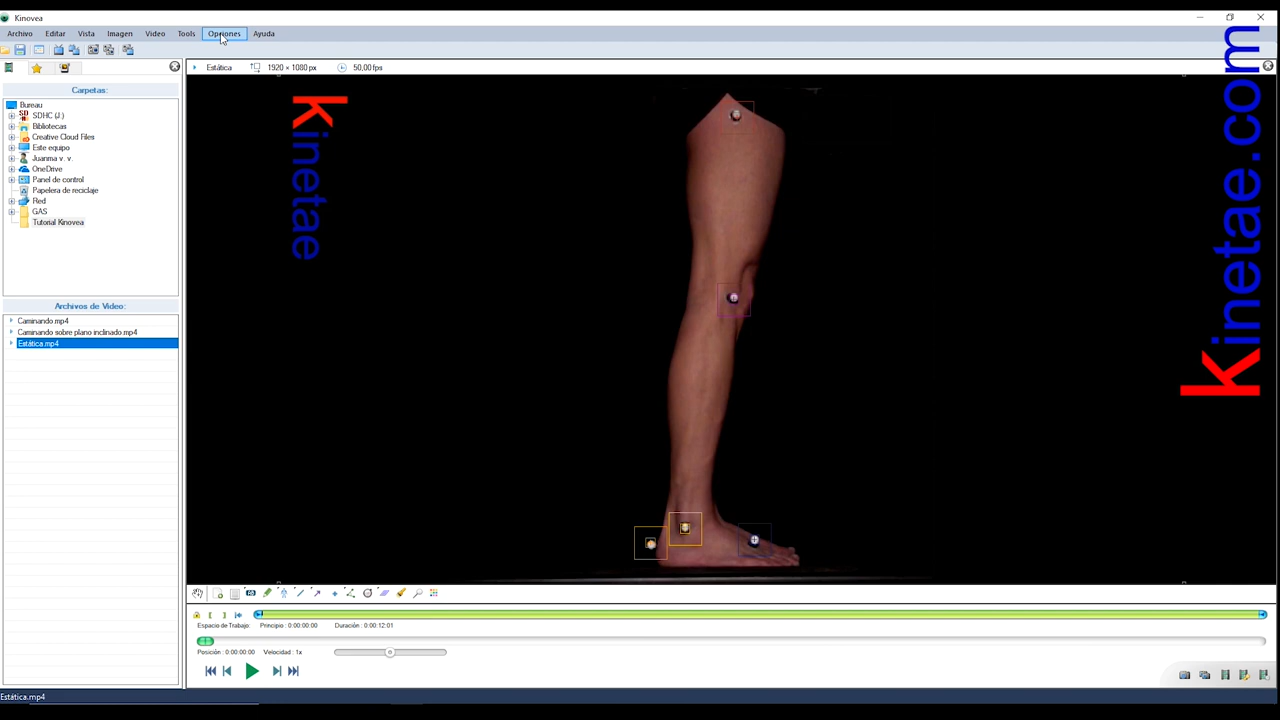 Kinovea
Archivo Editar Vista Imagen Video Tools Opciones Ayuda
Estática 1920 × 1080 px 50,00 fps
Carpetas:
Bureau
SDHC (J:)
Bibliotecas
Creative Cloud Files
Este equipo
Juanma v. v.
OneDrive
Panel de control
Papelera de reciclaje
Red
GAS
Tutorial Kinovea
Archivos de Video:
Caminando.mp4
Caminando sobre plano inclinado.mp4
Estática.mp4
Kinetae
Kinetae.com
Espacio de Trabajo: Principio : 0:00:00:00 Duración : 0:00:12:01
Posición : 0:00:00:00 Velocidad : 1x
Estática.mp4